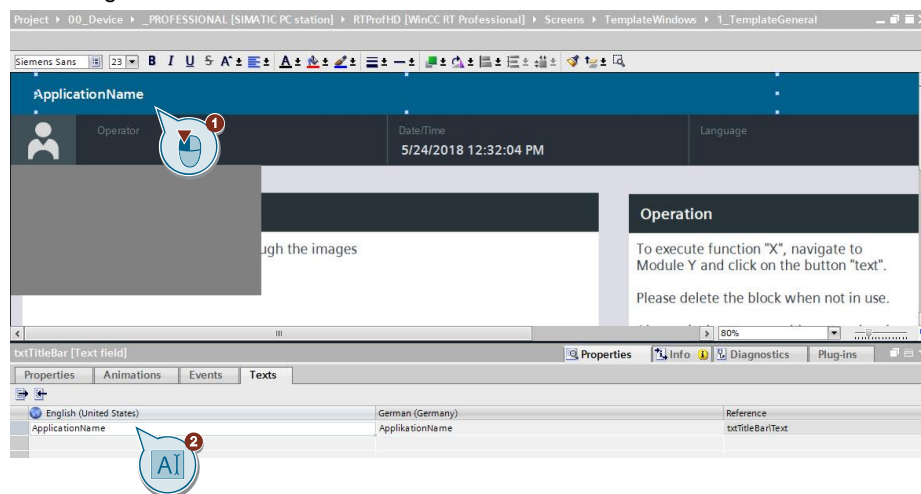 Project ▸ 00_Device ▸ _PROFESSIONAL [SIMATIC PC station] ▸ RTProfHD [WinCC RT Professional] ▸ Screens ▸ TemplateWindows ▸ 1_TemplateGeneral
Siemens Sans 23 B I U S A
ApplicationName
1
Operator Date/Time Language
5/24/2018 12:32:04 PM
Operation
ugh the images
To execute function "X", navigate to
Module Y and click on the button "text".
Please delete the block when not in use.
80%
txtTitleBar [Text field] Properties Info Diagnostics Plug-ins
Properties Animations Events Texts
English (United States) German (Germany) Reference
ApplicationName ApplikationName txtTitleBar\Text
2
AI